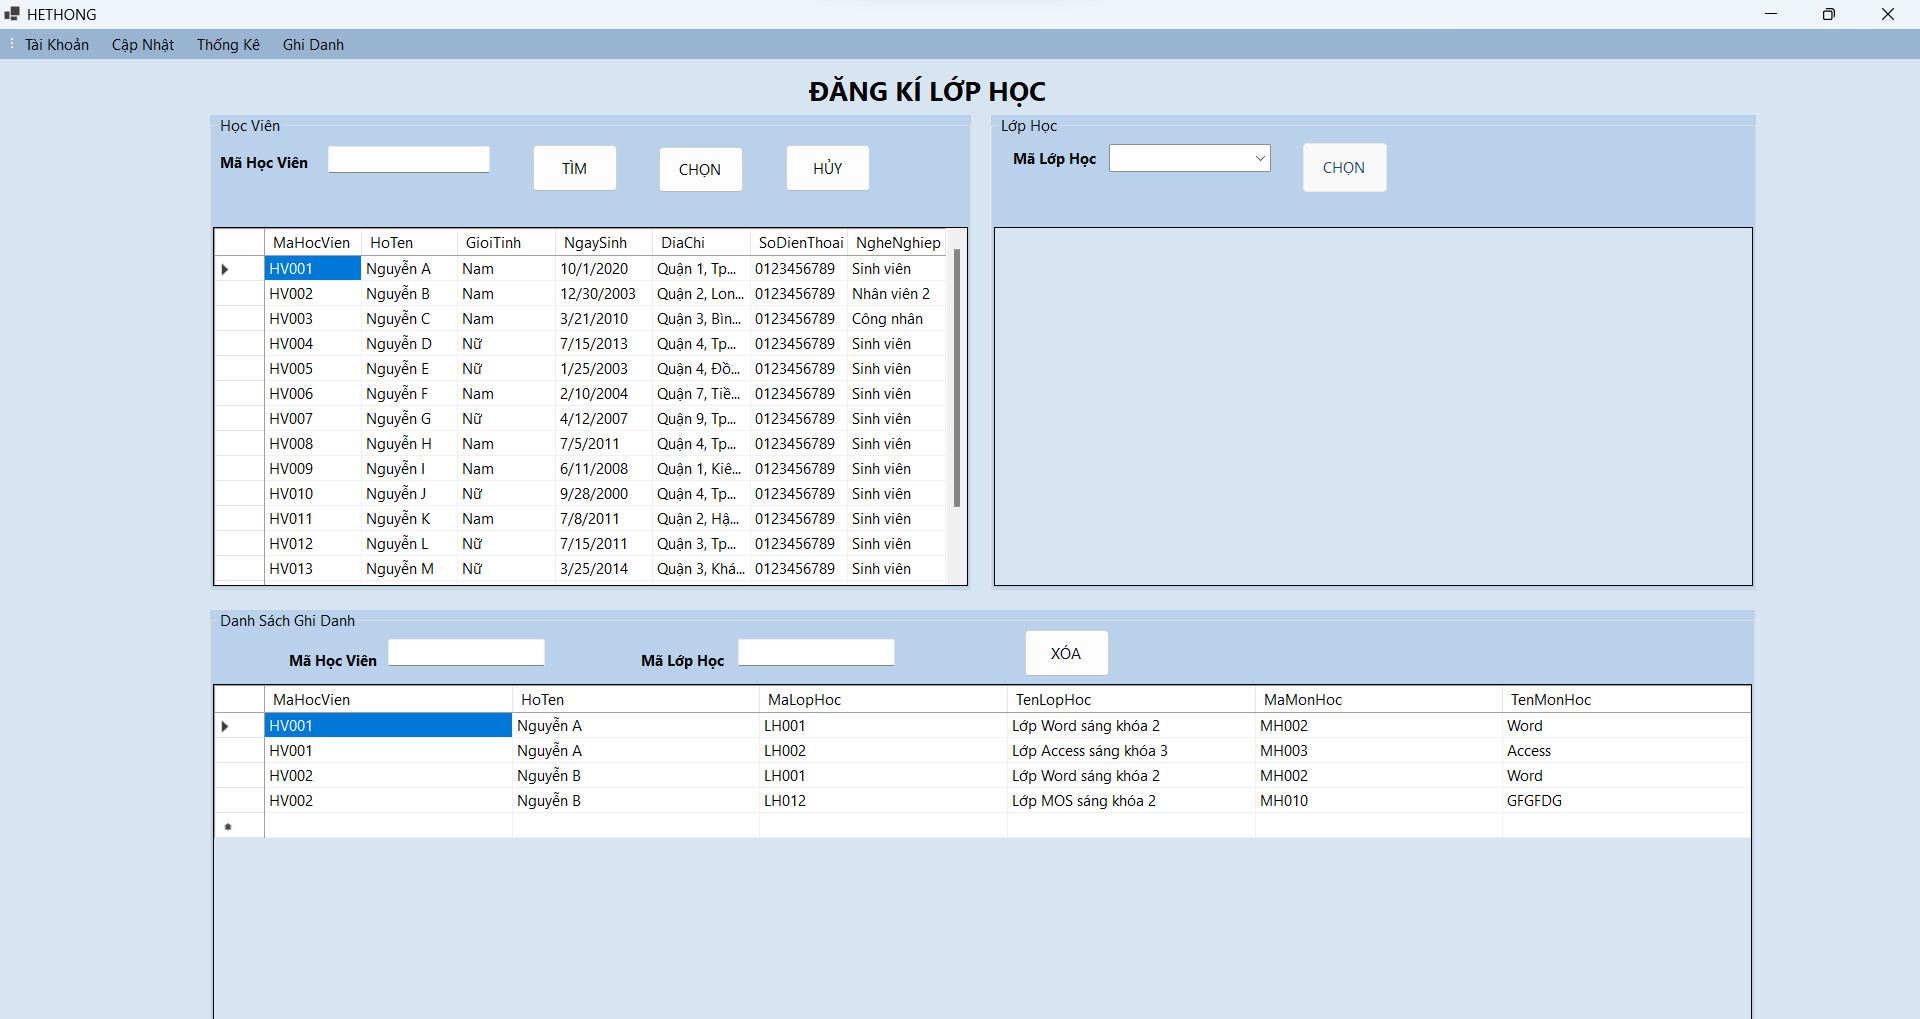 HETHONG
Tài Khoản Cập Nhật Thống Kê Ghi Danh
ĐĂNG KÍ LỚP HỌC
Học Viên
Mã Học Viên TÌM CHỌN HỦY
MaHocVien HoTen GioiTinh NgaySinh DiaChi SoDienThoai NgheNghiep
HV001 Nguyễn A Nam 10/1/2020 Quận 1, Tp... 0123456789 Sinh viên
HV002 Nguyễn B Nam 12/30/2003 Quận 2, Lon... 0123456789 Nhân viên 2
HV003 Nguyễn C Nam 3/21/2010 Quận 3, Bìn... 0123456789 Công nhân
HV004 Nguyễn D Nữ 7/15/2013 Quận 4, Tp... 0123456789 Sinh viên
HV005 Nguyễn E Nữ 1/25/2003 Quận 4, Đồ... 0123456789 Sinh viên
HV006 Nguyễn F Nam 2/10/2004 Quận 7, Tiề... 0123456789 Sinh viên
HV007 Nguyễn G Nữ 4/12/2007 Quận 9, Tp... 0123456789 Sinh viên
HV008 Nguyễn H Nam 7/5/2011 Quận 4, Tp... 0123456789 Sinh viên
HV009 Nguyễn I Nam 6/11/2008 Quận 1, Kiê... 0123456789 Sinh viên
HV010 Nguyễn J Nữ 9/28/2000 Quận 4, Tp... 0123456789 Sinh viên
HV011 Nguyễn K Nam 7/8/2011 Quận 2, Hậ... 0123456789 Sinh viên
HV012 Nguyễn L Nữ 7/15/2011 Quận 3, Tp... 0123456789 Sinh viên
HV013 Nguyễn M Nữ 3/25/2014 Quận 3, Khá... 0123456789 Sinh viên
Lớp Học
Mã Lớp Học CHỌN
Danh Sách Ghi Danh
Mã Học Viên Mã Lớp Học XÓA
MaHocVien HoTen MaLopHoc TenLopHoc MaMonHoc TenMonHoc
HV001 Nguyễn A LH001 Lớp Word sáng khóa 2 MH002 Word
HV001 Nguyễn A LH002 Lớp Access sáng khóa 3 MH003 Access
HV002 Nguyễn B LH001 Lớp Word sáng khóa 2 MH002 Word
HV002 Nguyễn B LH012 Lớp MOS sáng khóa 2 MH010 GFGFDG